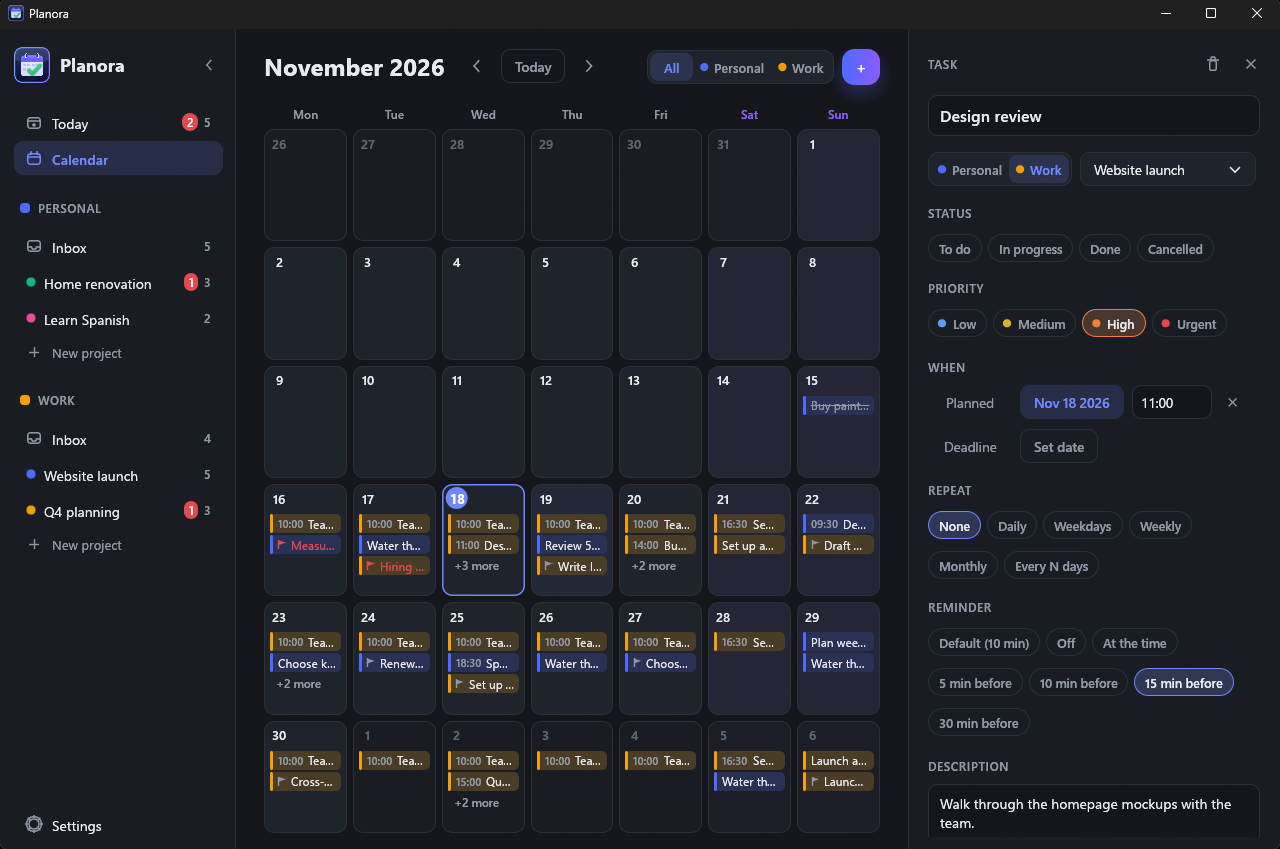 Planora
Planora
Today 2 5
Calendar
PERSONAL
Inbox 5
Home renovation 1 3
Learn Spanish 2
New project
WORK
Inbox 4
Website launch 5
Q4 planning 1 3
New project
Settings
November 2026
Today
All Personal Work
+
Mon Tue Wed Thu Fri Sat Sun
26 27 28 29 30 31 1
2 3 4 5 6 7 8
9 10 11 12 13 14 15
Buy paint...
16 17 18 19 20 21 22
10:00 Tea... 10:00 Tea... 10:00 Tea... 10:00 Tea... 10:00 Tea... 16:30 Se... 09:30 De...
Measu... Water th... 11:00 Des... Review 5... 14:00 Bu... Set up a... Draft ...
Hiring ... +3 more Write l... +2 more
23 24 25 26 27 28 29
10:00 Tea... 10:00 Tea... 10:00 Tea... 10:00 Tea... 10:00 Tea... 16:30 Se... Plan wee...
Choose k... Renew... 18:30 Sp... Water th... Choos... Water th...
+2 more Set up ...
30 1 2 3 4 5 6
10:00 Tea... 10:00 Tea... 10:00 Tea... 10:00 Tea... 10:00 Tea... 16:30 Se... Launch a...
Cross-... 15:00 Qu... Water th... Launc...
+2 more
TASK
Design review
Personal Work Website launch
STATUS
To do In progress Done Cancelled
PRIORITY
Low Medium High Urgent
WHEN
Planned Nov 18 2026 11:00
Deadline Set date
REPEAT
None Daily Weekdays Weekly
Monthly Every N days
REMINDER
Default (10 min) Off At the time
5 min before 10 min before 15 min before
30 min before
DESCRIPTION
Walk through the homepage mockups with the
team.